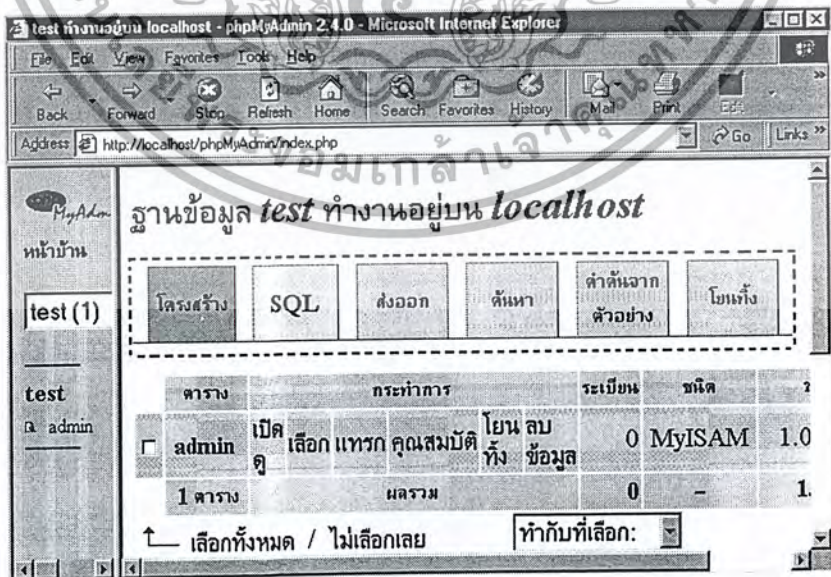 test ทำงานอยู่บน localhost - phpMyAdmin 2.4.0 - Microsoft Internet Explorer
File Edit View Favorites Tools Help
Back Forward Stop Refresh Home Search Favorites History Mail Print Edit
Address http://localhost/phpMyAdmin/index.php Go Links
MyAdm
หน้าบ้าน
test (1)
test
admin
ฐานข้อมูล test ทำงานอยู่บน localhost
โครงสร้าง SQL ส่งออก ค้นหา คำค้นจากตัวอย่าง โยนทิ้ง
ตาราง กระทำการ ระเบียน ชนิด
admin เปิดดู เลือก แทรก คุณสมบัติ โยนทิ้ง ลบข้อมูล 0 MyISAM 1.0
1 ตาราง ผลรวม 0 - 1.
เลือกทั้งหมด / ไม่เลือกเลย ทำกับที่เลือก: